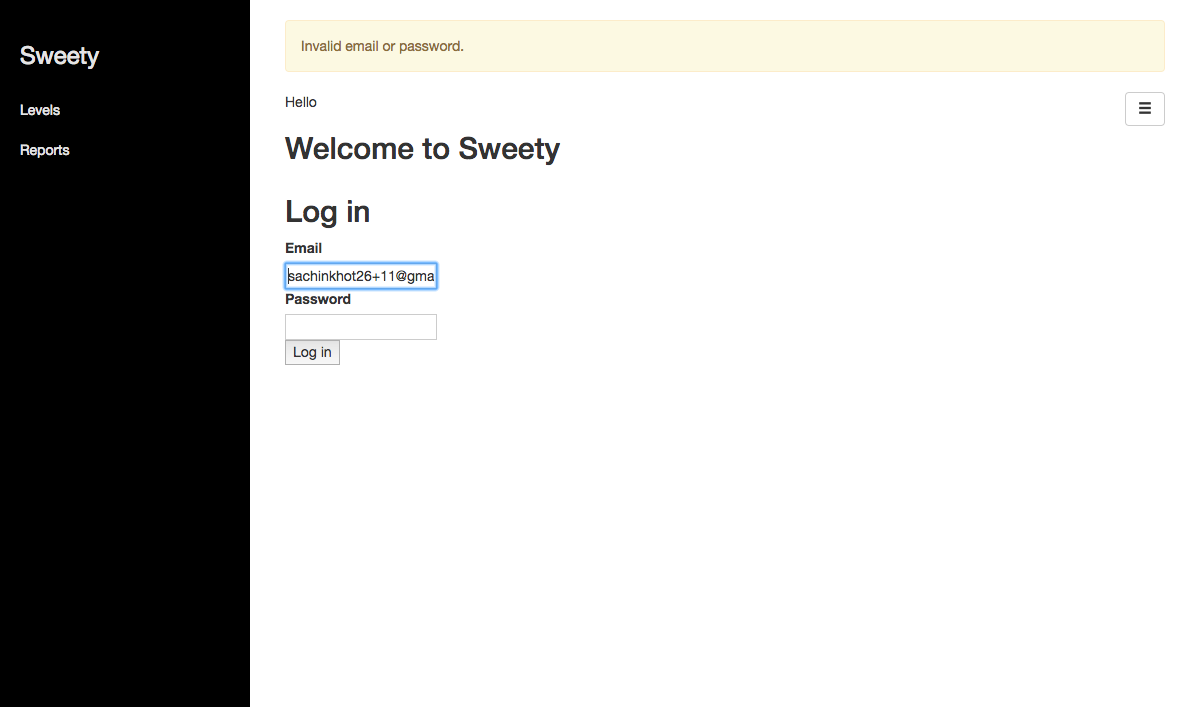 Sweety
Levels
Reports
Invalid email or password.
Hello
Welcome to Sweety
Log in
Email
sachinkhot26+11@gma
Password
Log in